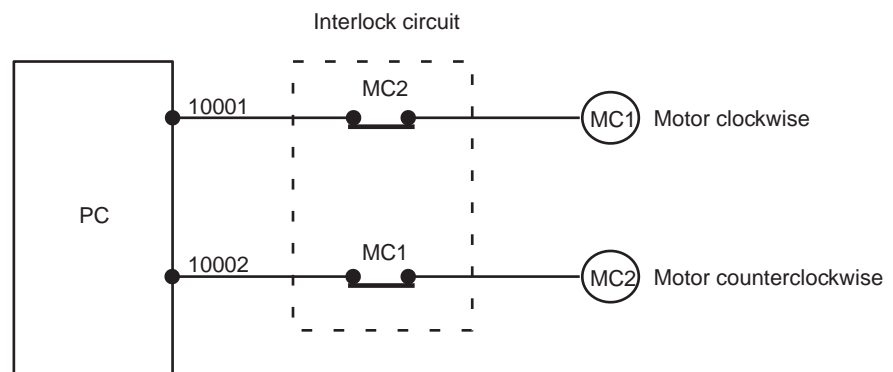 Interlock circuit
MC2
10001
MC1 Motor clockwise
PC
MC1
10002
MC2 Motor counterclockwise